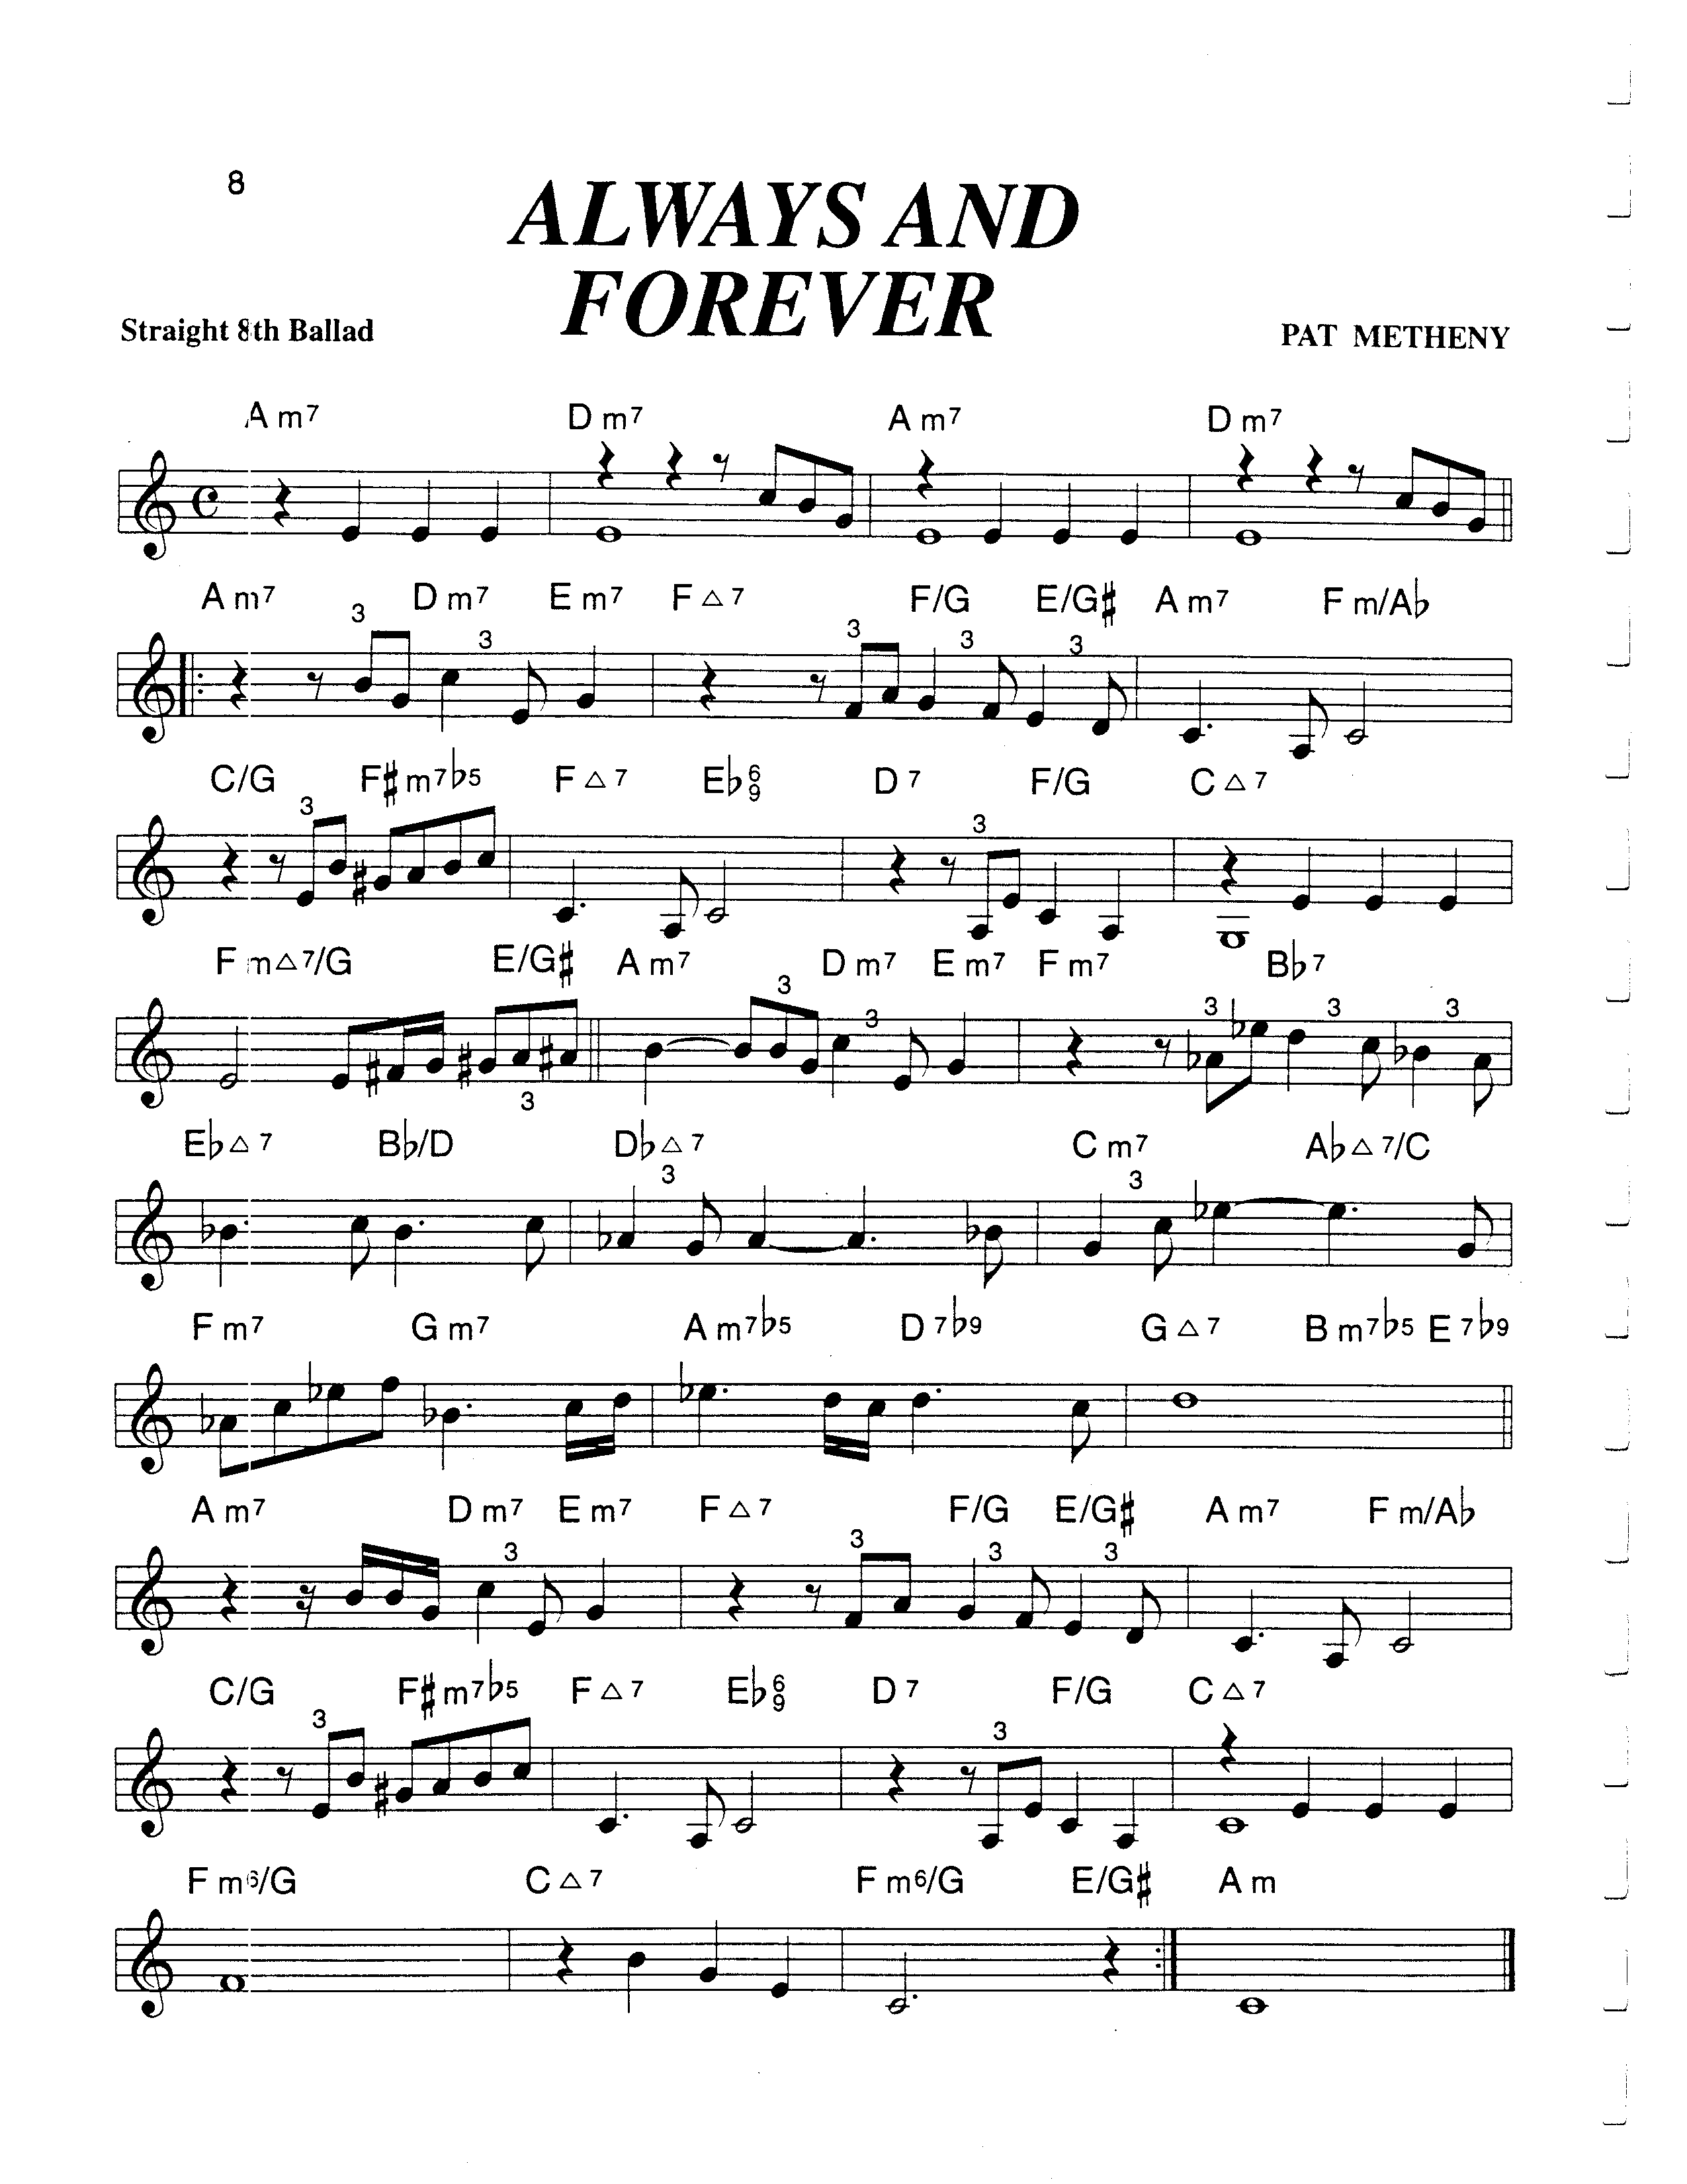 8
ALWAYS AND
FOREVER
Straight 8th Ballad
PAT METHENY
A m7 D m7 A m7 D m7
A m7 D m7 E m7 F△7 F/G E/G♯ A m7 F m/A♭
3 3 3 3 3
C/G F♯m7♭5 F△7 E♭6 9 D 7 F/G C△7
3 3
F m△7/G E/G♯ A m7 D m7 E m7 F m7 B♭7
3 3 3 3 3
3
E♭△7 B♭/D D♭△7 C m7 A♭△7/C
3 3
F m7 G m7 A m7♭5 D 7♭9 G△7 B m7♭5 E 7♭9
A m7 D m7 E m7 F△7 F/G E/G♯ A m7 F m/A♭
3 3 3 3
C/G F♯m7♭5 F△7 E♭6 9 D 7 F/G C△7
3 3
F m6/G C△7 F m6/G E/G♯ A m